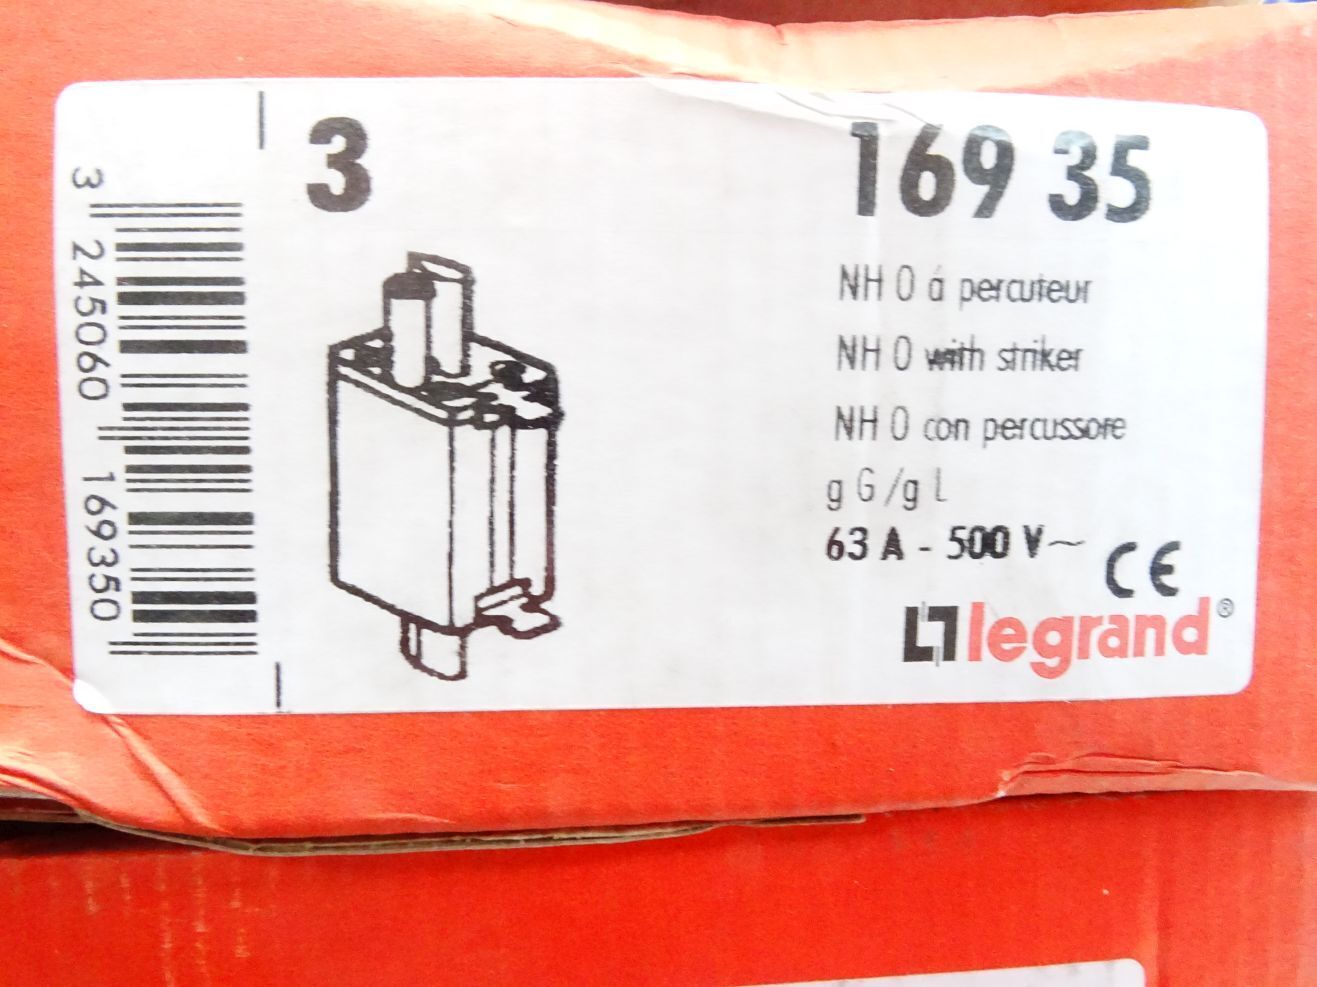 3
169 35
NH 0 á percuteur
NH 0 with striker
NH 0 con percussore
g G/g L
63 A - 500 V~
CE
legrand®
3 245060 169350